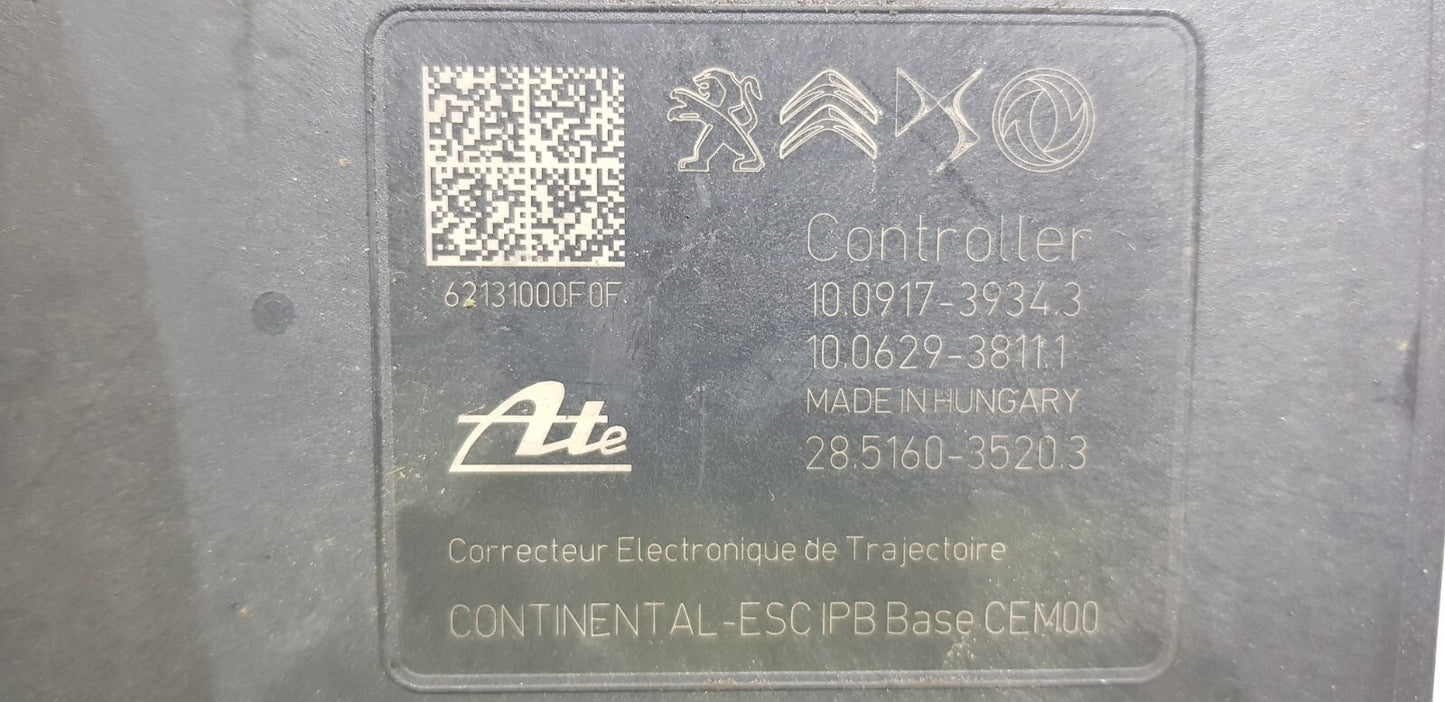 62131000F0F
Controller
10.0917-3934.3
10.0629-3811.1
MADE IN HUNGARY
Ate
28.5160-3520.3
Correcteur Electronique de Trajectoire
CONTINENTAL-ESC IPB Base CEM00